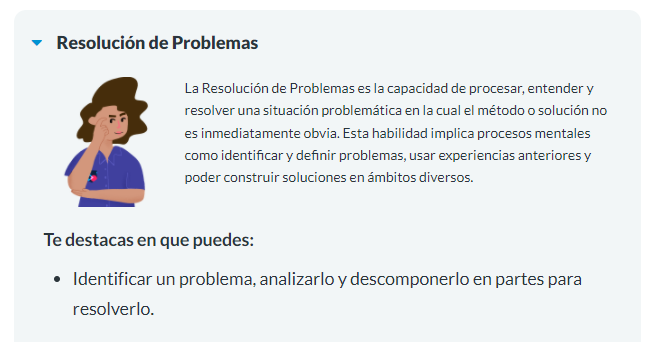 Resolución de Problemas
La Resolución de Problemas es la capacidad de procesar, entender y
resolver una situación problemática en la cual el método o solución no
es inmediatamente obvia. Esta habilidad implica procesos mentales
como identificar y definir problemas, usar experiencias anteriores y
poder construir soluciones en ámbitos diversos.
Te destacas en que puedes:
• Identificar un problema, analizarlo y descomponerlo en partes para
resolverlo.